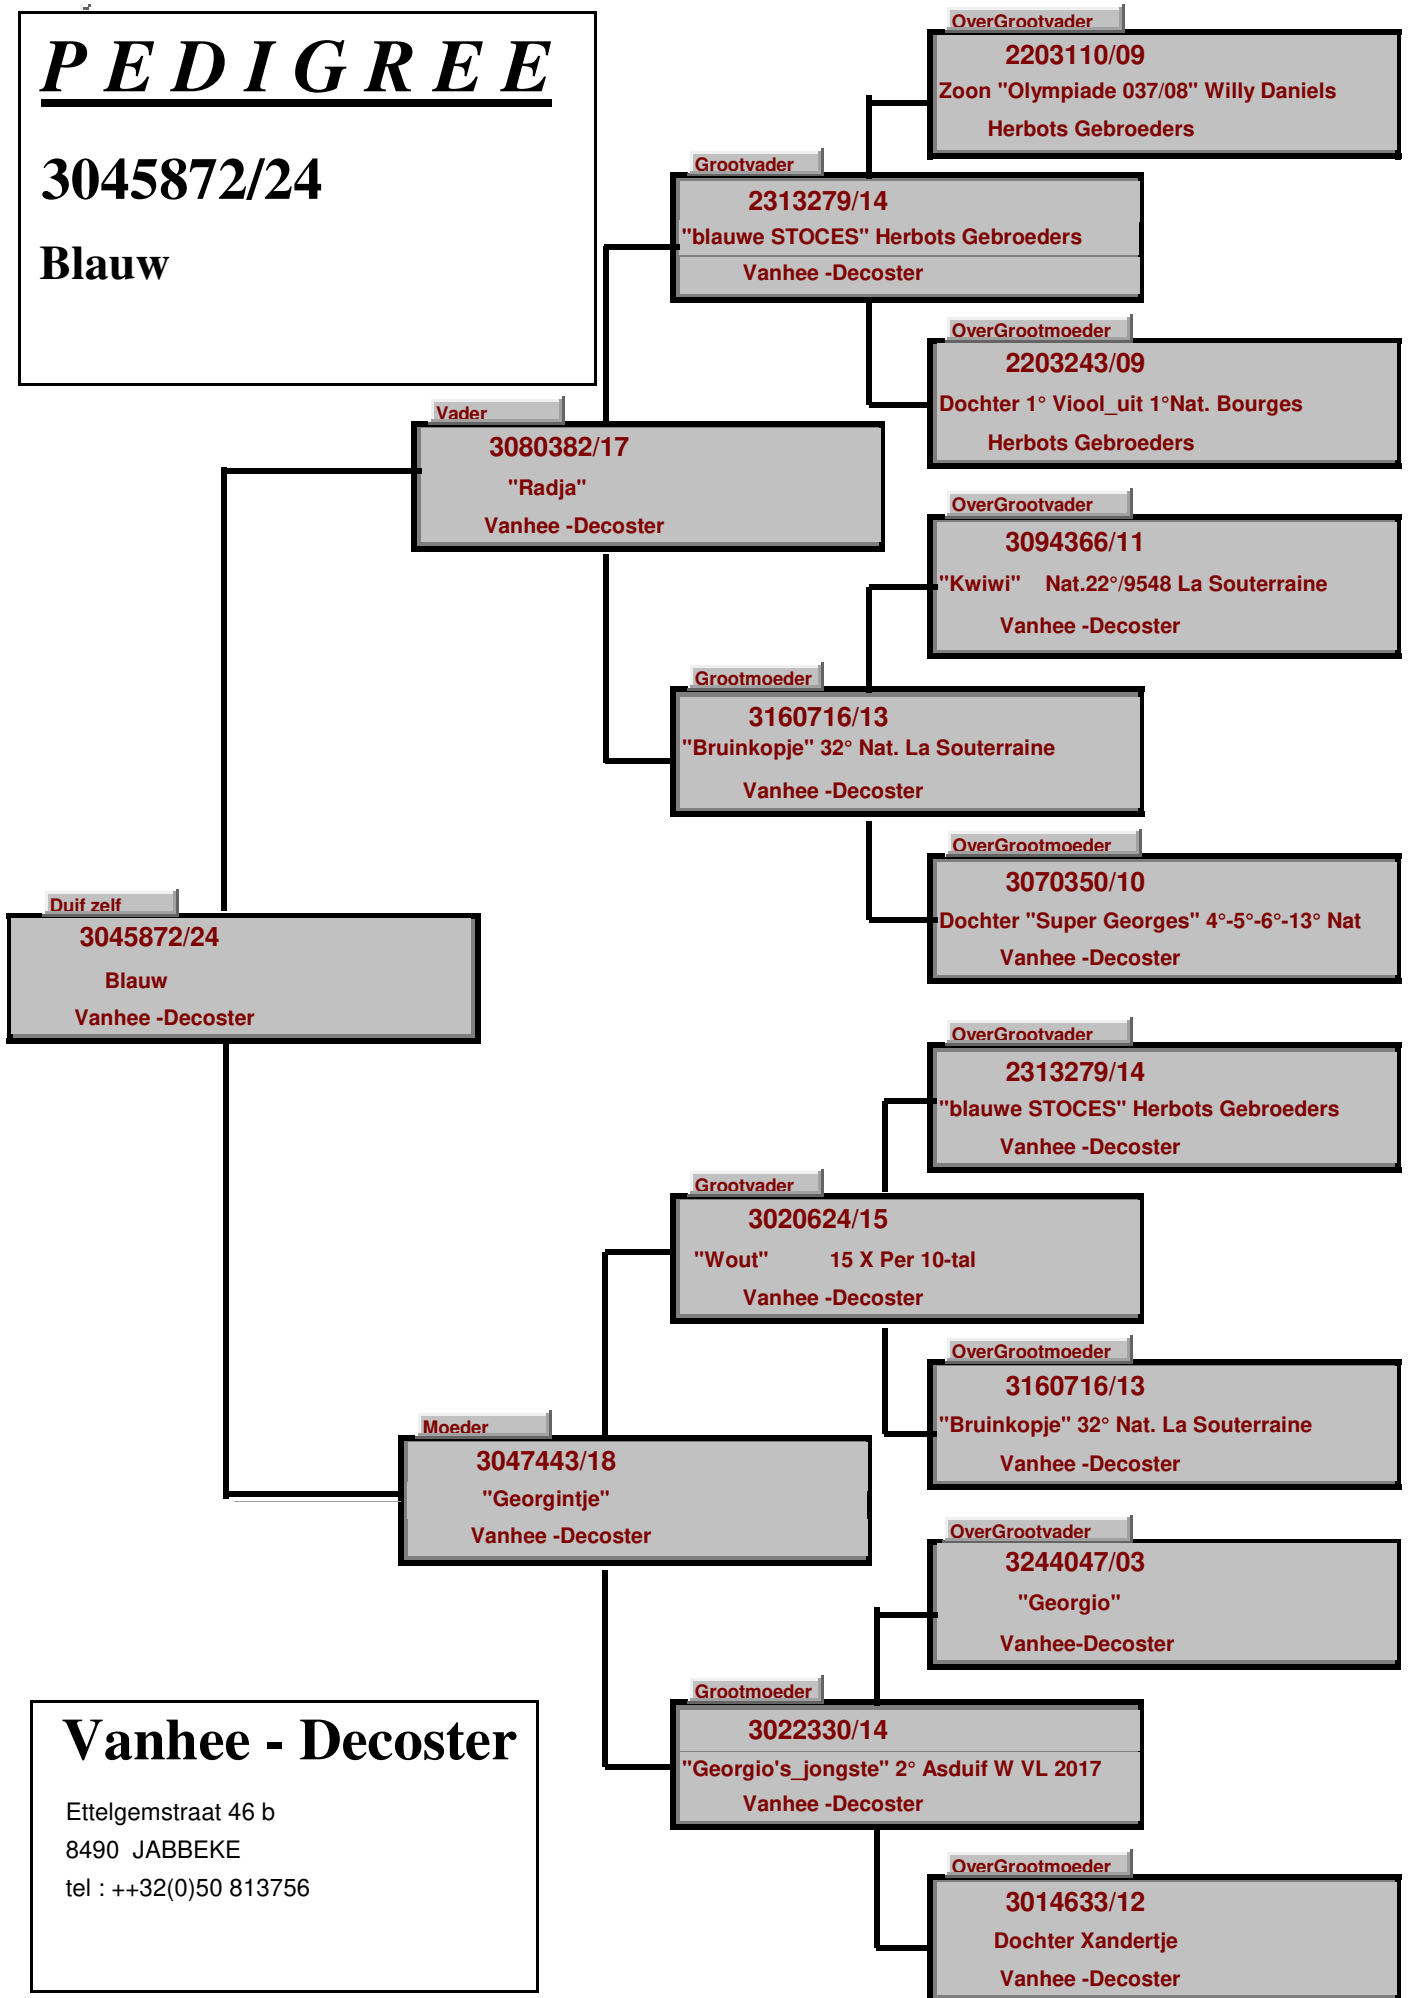 P E D I G R E E
3045872/24
Blauw
OverGrootvader
2203110/09
Zoon "Olympiade 037/08" Willy Daniels
Herbots Gebroeders
Grootvader
2313279/14
"blauwe STOCES" Herbots Gebroeders
Vanhee -Decoster
OverGrootmoeder
2203243/09
Dochter 1° Viool_uit 1°Nat. Bourges
Herbots Gebroeders
Vader
3080382/17
"Radja"
Vanhee -Decoster
OverGrootvader
3094366/11
"Kwiwi" Nat.22°/9548 La Souterraine
Vanhee -Decoster
Grootmoeder
3160716/13
"Bruinkopje" 32° Nat. La Souterraine
Vanhee -Decoster
OverGrootmoeder
3070350/10
Dochter "Super Georges" 4°-5°-6°-13° Nat
Vanhee -Decoster
Duif zelf
3045872/24
Blauw
Vanhee -Decoster
OverGrootvader
2313279/14
"blauwe STOCES" Herbots Gebroeders
Vanhee -Decoster
Grootvader
3020624/15
"Wout" 15 X Per 10-tal
Vanhee -Decoster
OverGrootmoeder
3160716/13
"Bruinkopje" 32° Nat. La Souterraine
Vanhee -Decoster
Moeder
3047443/18
"Georgintje"
Vanhee -Decoster
OverGrootvader
3244047/03
"Georgio"
Vanhee-Decoster
Grootmoeder
3022330/14
"Georgio's_jongste" 2° Asduif W VL 2017
Vanhee -Decoster
OverGrootmoeder
3014633/12
Dochter Xandertje
Vanhee -Decoster
Vanhee - Decoster
Ettelgemstraat 46 b
8490 JABBEKE
tel : ++32(0)50 813756